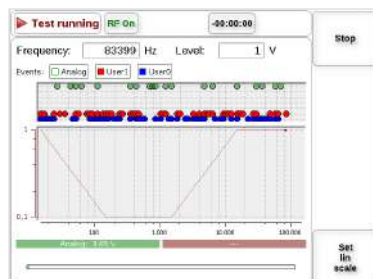 Test running RF On -00:00:00
Stop
Frequency: 83399 Hz Level: 1 V
Events: Analog User1 User0
1
0,1
100 1.000 10.000 100.000
Analog:
Set
lin
scale